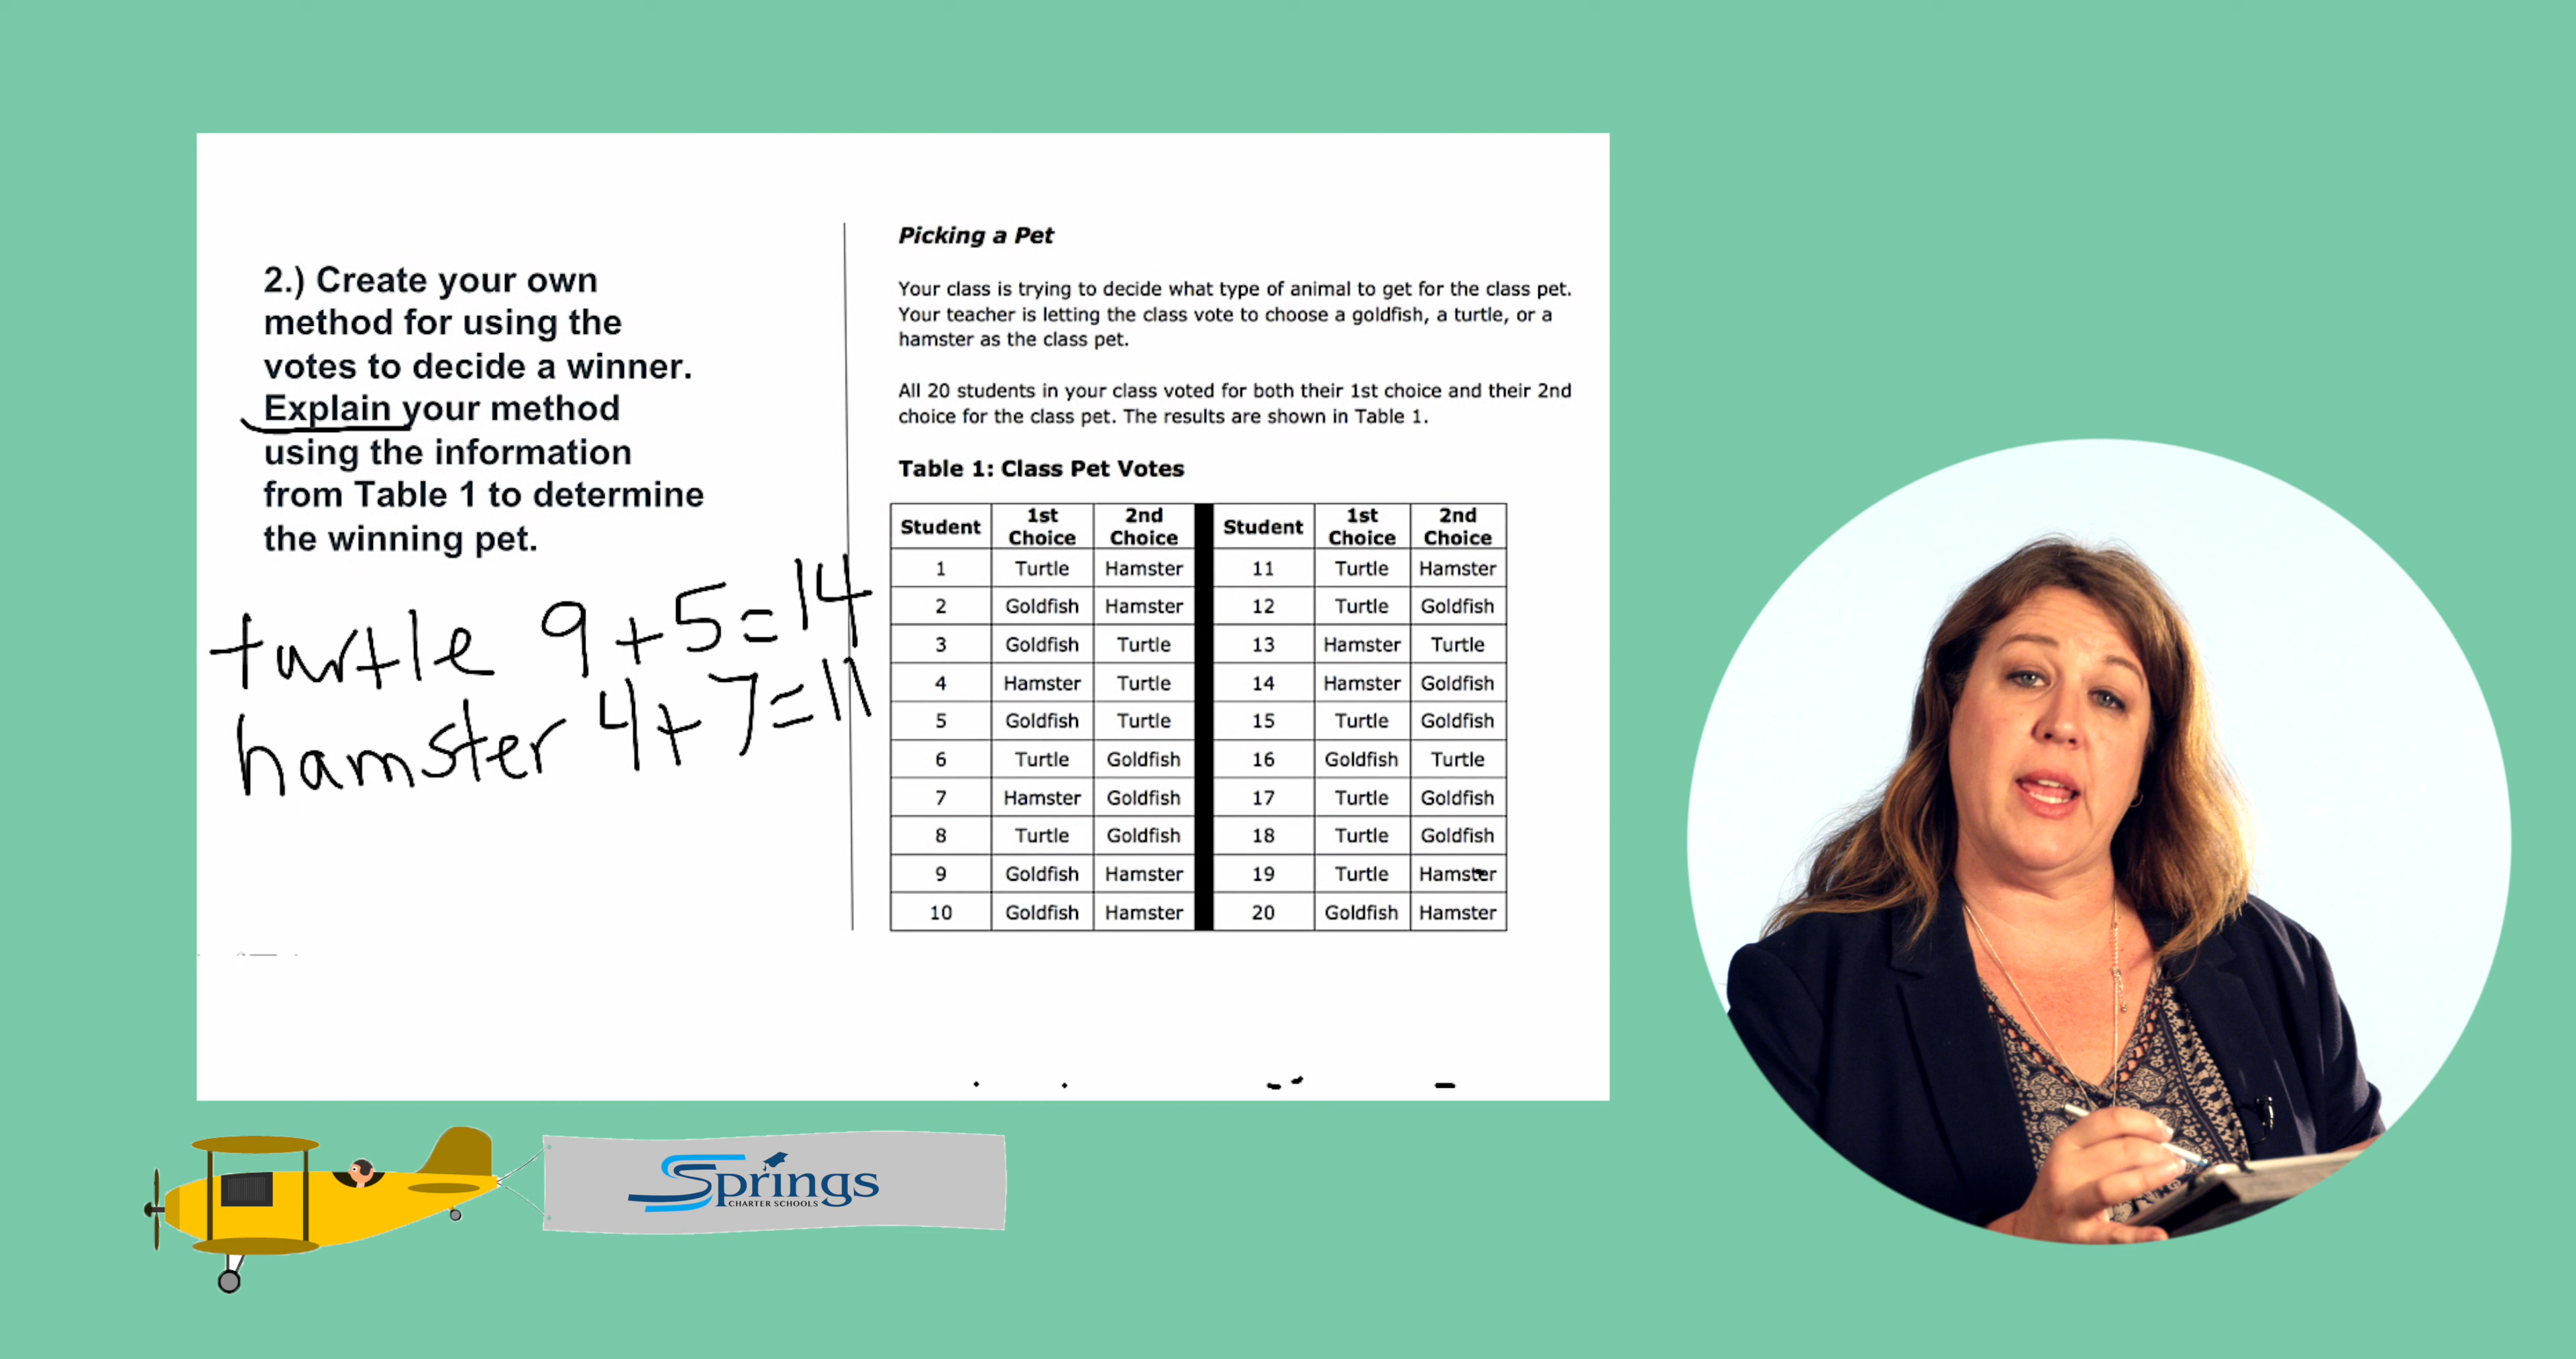 2.) Create your own
method for using the
votes to decide a winner.
Explain your method
using the information
from Table 1 to determine
the winning pet.
turtle 9+5=14
hamster 4+7=11
Picking a Pet
Your class is trying to decide what type of animal to get for the class pet.
Your teacher is letting the class vote to choose a goldfish, a turtle, or a
hamster as the class pet.
All 20 students in your class voted for both their 1st choice and their 2nd
choice for the class pet. The results are shown in Table 1.
Table 1: Class Pet Votes
Student 1st Choice 2nd Choice Student 1st Choice 2nd Choice
1 Turtle Hamster 11 Turtle Hamster
2 Goldfish Hamster 12 Turtle Goldfish
3 Goldfish Turtle 13 Hamster Turtle
4 Hamster Turtle 14 Hamster Goldfish
5 Goldfish Turtle 15 Turtle Goldfish
6 Turtle Goldfish 16 Goldfish Turtle
7 Hamster Goldfish 17 Turtle Goldfish
8 Turtle Goldfish 18 Turtle Goldfish
9 Goldfish Hamster 19 Turtle Hamster
10 Goldfish Hamster 20 Goldfish Hamster
Springs
CHARTER SCHOOLS